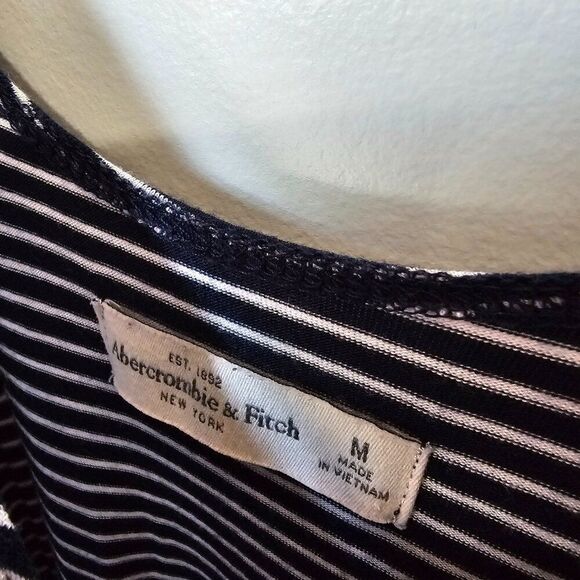 EST. 1892
Abercrombie & Fitch
NEW YORK
M
MADE
IN VIETNAM